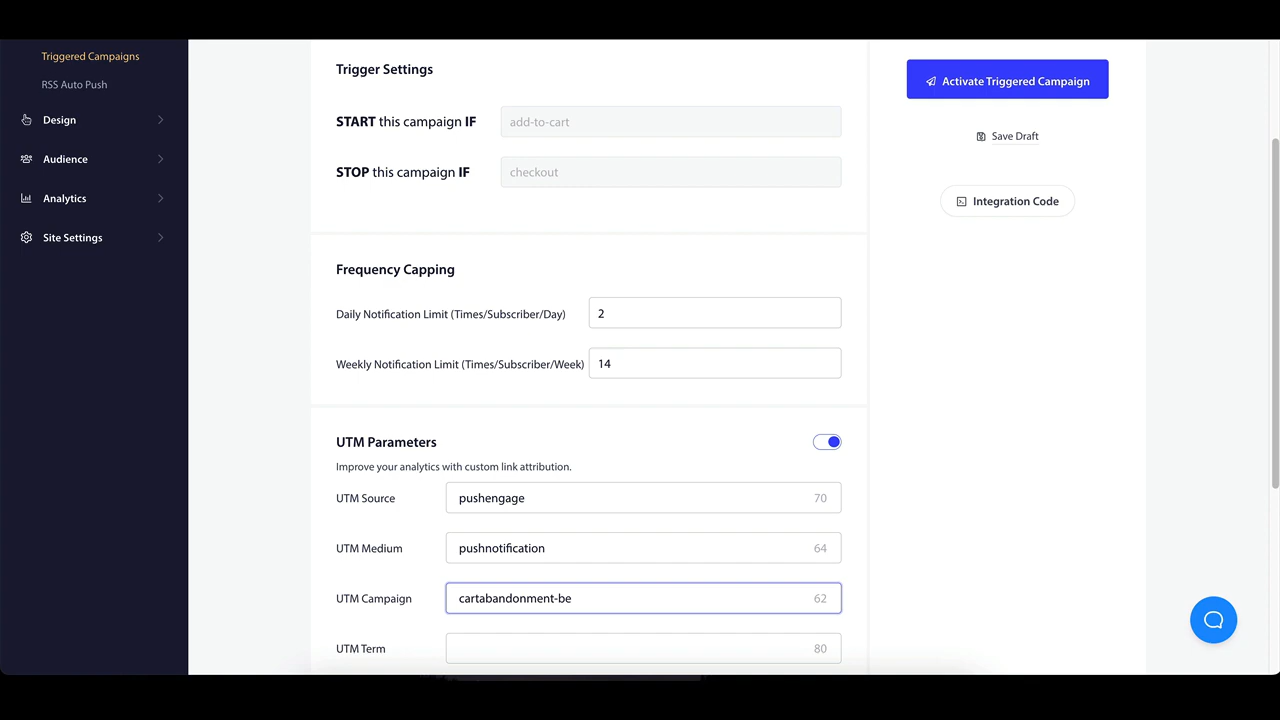 Triggered Campaigns
RSS Auto Push
Design
Audience
Analytics
Site Settings
Trigger Settings
START this campaign IF add-to-cart
STOP this campaign IF checkout
Frequency Capping
Daily Notification Limit (Times/Subscriber/Day) 2
Weekly Notification Limit (Times/Subscriber/Week) 14
UTM Parameters
Improve your analytics with custom link attribution.
UTM Source pushengage 70
UTM Medium pushnotification 64
UTM Campaign cartabandonment-be 62
UTM Term 80
Activate Triggered Campaign
Save Draft
Integration Code